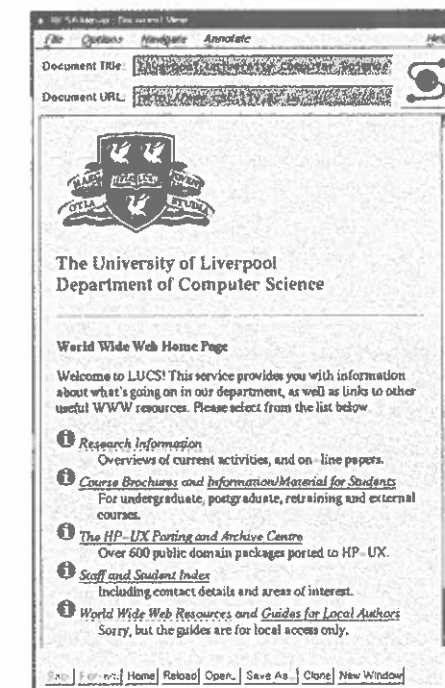 File Options Navigate Annotate Help
Document Title: Liverpool University Computer Science
Document URL:
The University of Liverpool
Department of Computer Science
World Wide Web Home Page
Welcome to LUCS! This service provides you with information
about what's going on in our department, as well as links to other
useful WWW resources. Please select from the list below
Research Information
Overviews of current activities, and on-line papers.
Course Brochures and Information/Material for Students
For undergraduate, postgraduate, retraining and external
courses.
The HP-UX Porting and Archive Centre
Over 600 public domain packages ported to HP-UX.
Staff and Student Index
Including contact details and areas of interest.
World Wide Web Resources and Guides for Local Authors
Sorry, but the guides are for local access only,
Home Reload Open... Save As... Clone New Window